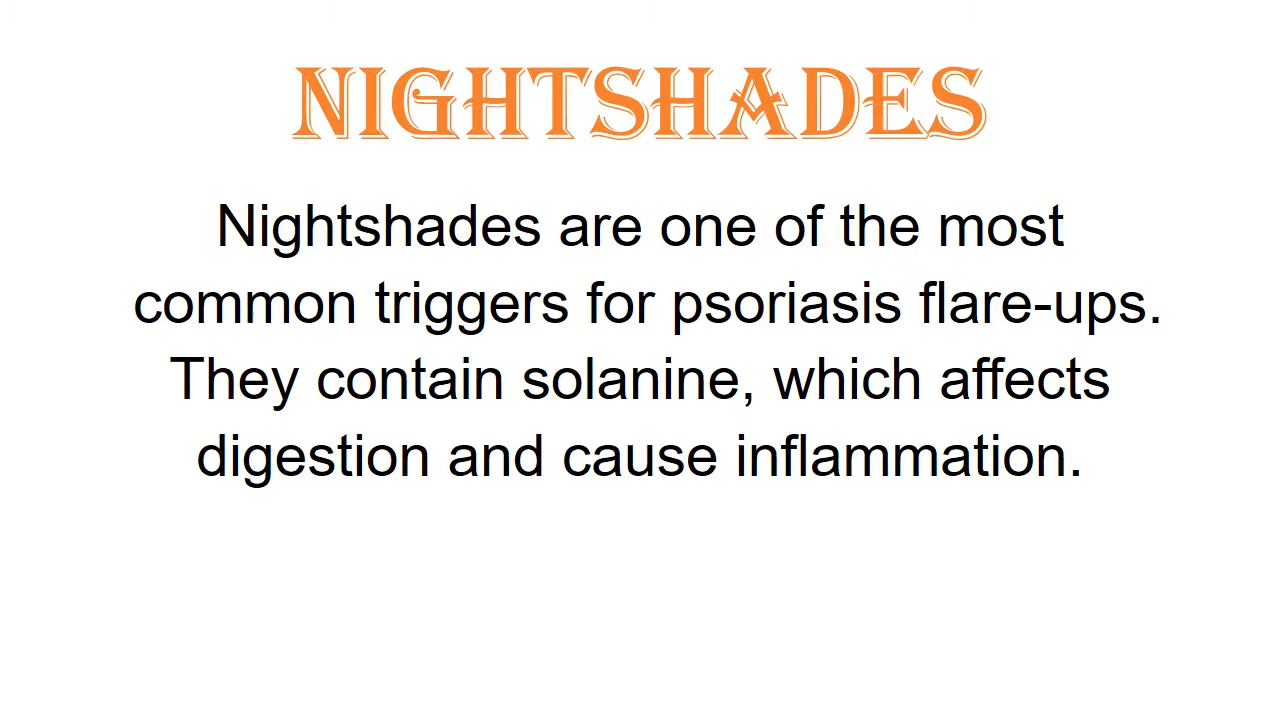 NIGHTSHADES
Nightshades are one of the most
common triggers for psoriasis flare-ups.
They contain solanine, which affects
digestion and cause inflammation.